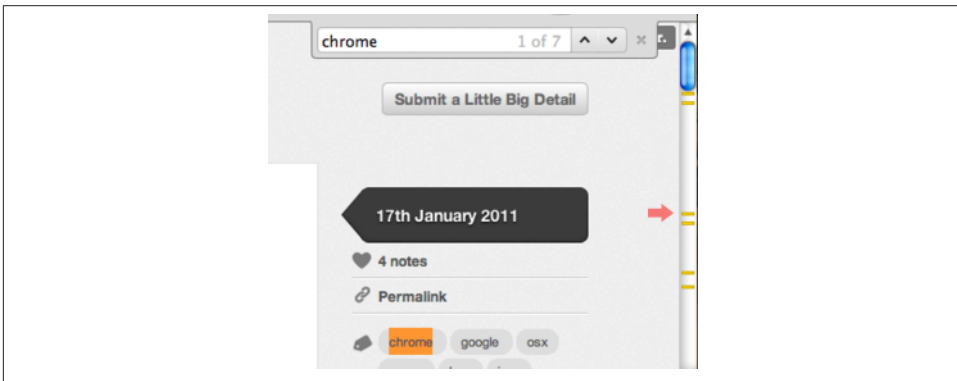 chrome 1 of 7
r.
Submit a Little Big Detail
17th January 2011
4 notes
Permalink
chrome google osx